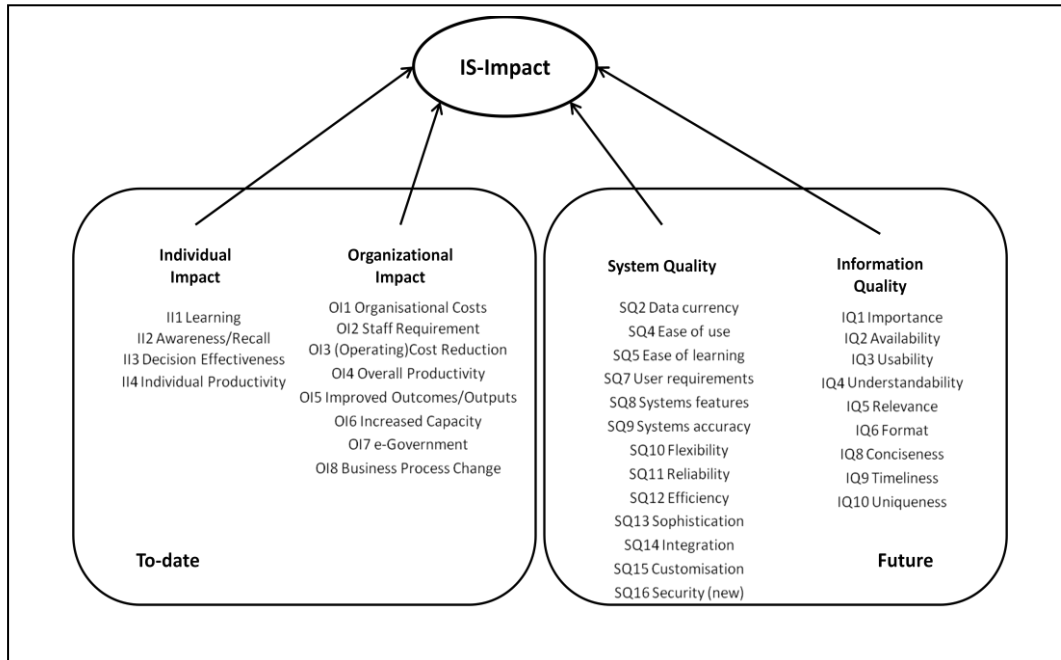 IS-Impact
Individual
Impact
II1 Learning
II2 Awareness/Recall
II3 Decision Effectiveness
II4 Individual Productivity
Organizational
Impact
OI1 Organisational Costs
OI2 Staff Requirement
OI3 (Operating)Cost Reduction
OI4 Overall Productivity
OI5 Improved Outcomes/Outputs
OI6 Increased Capacity
OI7 e-Government
OI8 Business Process Change
To-date
System Quality
SQ2 Data currency
SQ4 Ease of use
SQ5 Ease of learning
SQ7 User requirements
SQ8 Systems features
SQ9 Systems accuracy
SQ10 Flexibility
SQ11 Reliability
SQ12 Efficiency
SQ13 Sophistication
SQ14 Integration
SQ15 Customisation
SQ16 Security (new)
Information
Quality
IQ1 Importance
IQ2 Availability
IQ3 Usability
IQ4 Understandability
IQ5 Relevance
IQ6 Format
IQ8 Conciseness
IQ9 Timeliness
IQ10 Uniqueness
Future